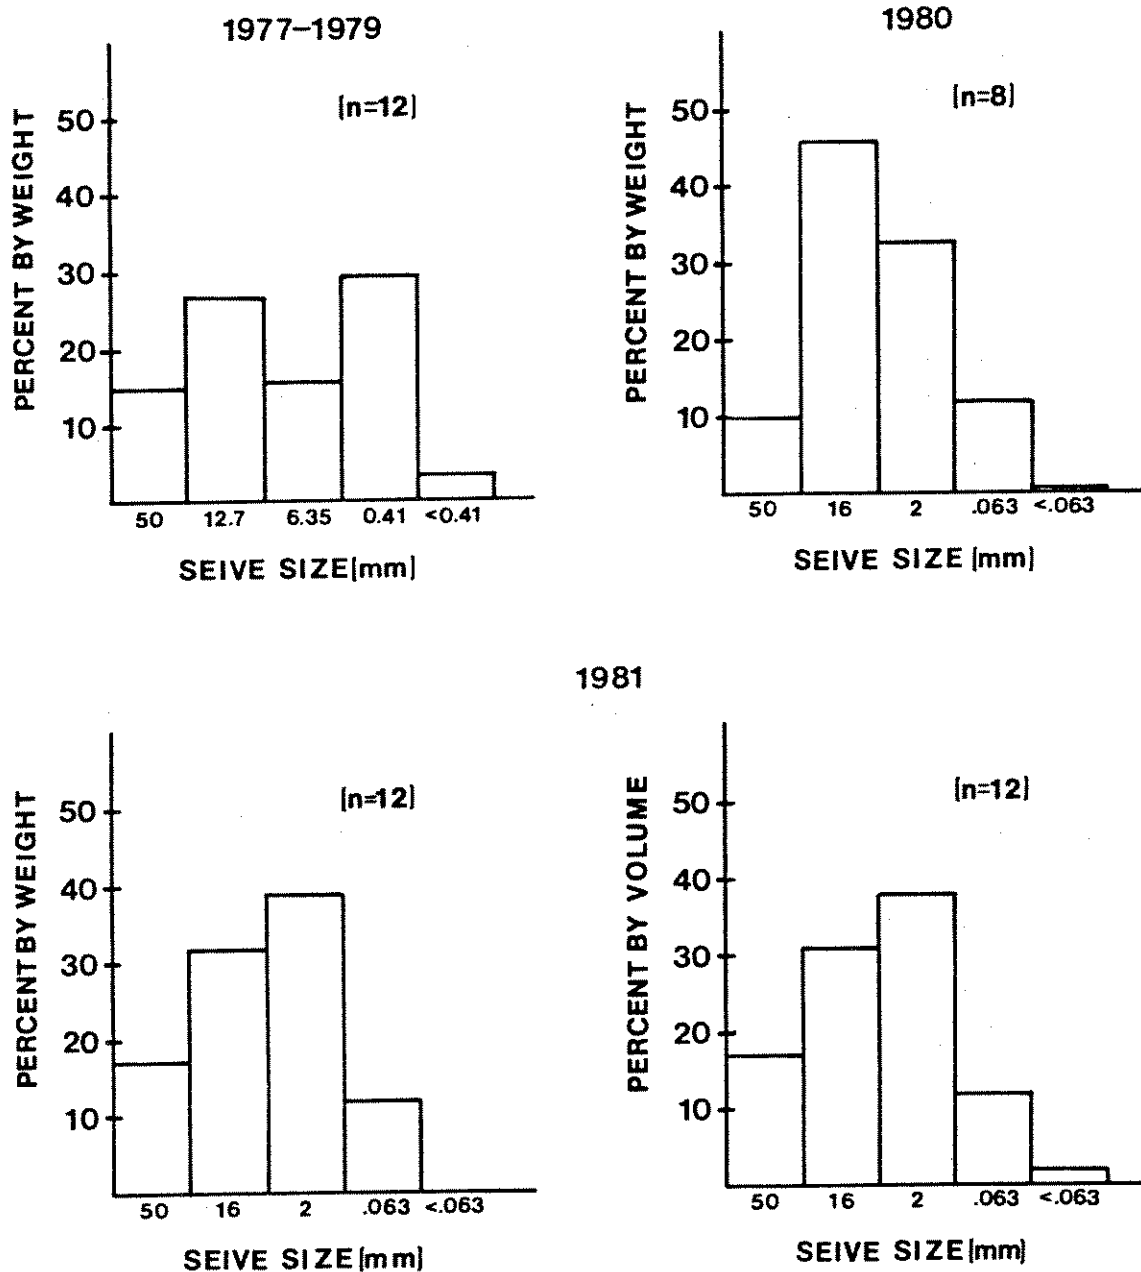 1977–1979
[n=12]
PERCENT BY WEIGHT
50
40
30
20
10
50 12.7 6.35 0.41 <0.41
SEIVE SIZE[mm]
1980
[n=8]
PERCENT BY WEIGHT
50
40
30
20
10
50 16 2 .063 <.063
SEIVE SIZE[mm]
1981
[n=12]
PERCENT BY WEIGHT
50
40
30
20
10
50 16 2 .063 <.063
SEIVE SIZE[mm]
[n=12]
PERCENT BY VOLUME
50
40
30
20
10
50 16 2 .063 <.063
SEIVE SIZE[mm]